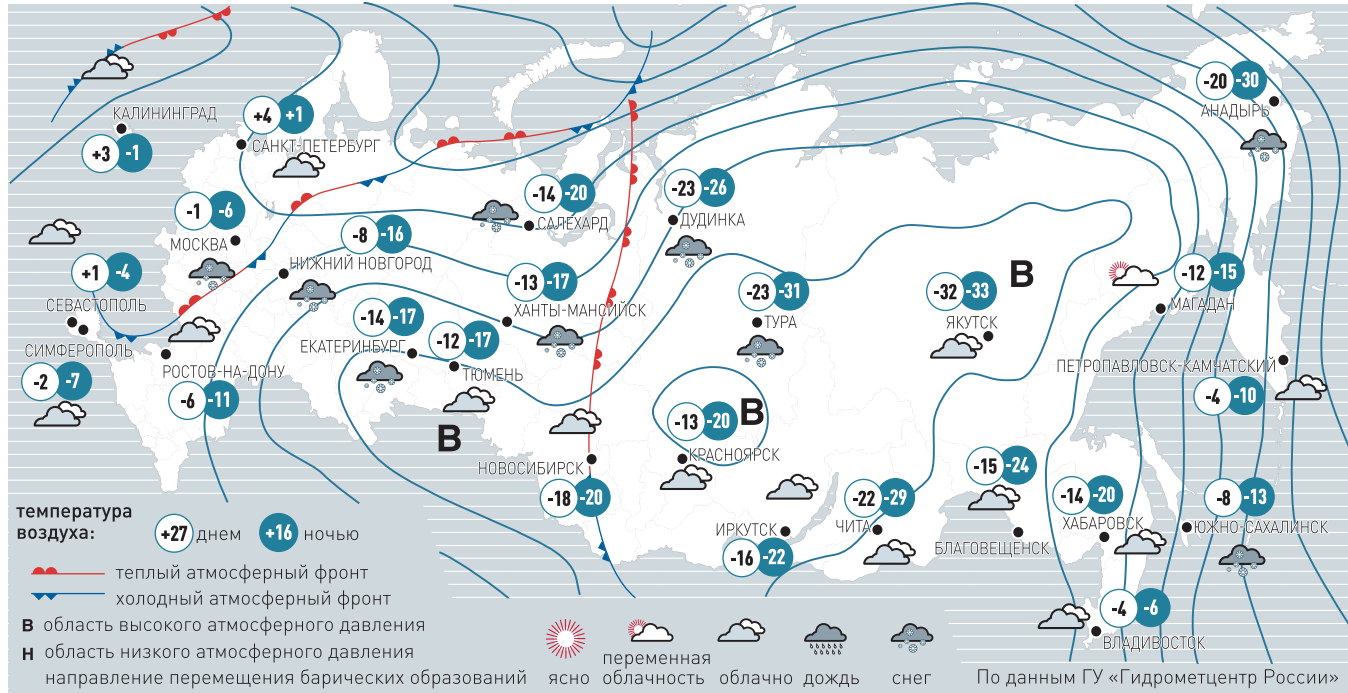 -20 -30
АНАДЫРЬ
КАЛИНИНГРАД
+3 -1
+4 +1
САНКТ-ПЕТЕРБУРГ
-14 -20
САЛЕХАРД
-23 -26
ДУДИНКА
-1 -6
МОСКВА
-8 -16
НИЖНИЙ НОВГОРОД
+1 -4
СЕВАСТОПОЛЬ
-13 -17
ХАНТЫ-МАНСИЙСК
-23 -31
ТУРА
-32 -33
ЯКУТСК
В
-12 -15
МАГАДАН
СИМФЕРОПОЛЬ
-2 -7
РОСТОВ-НА-ДОНУ
-6 -11
-14 -17
ЕКАТЕРИНБУРГ
-12 -17
ТЮМЕНЬ
ПЕТРОПАВЛОВСК-КАМЧАТСКИЙ
-4 -10
В
В
-13 -20
КРАСНОЯРСК
НОВОСИБИРСК
-18 -20
ИРКУТСК
-16 -22
-22 -29
ЧИТА
-15 -24
БЛАГОВЕЩЕНСК
-14 -20
ХАБАРОВСК
-8 -13
ЮЖНО-САХАЛИНСК
-4 -6
ВЛАДИВОСТОК
температура
воздуха:
+27 днем +16 ночью
теплый атмосферный фронт
холодный атмосферный фронт
В область высокого атмосферного давления
Н область низкого атмосферного давления
направление перемещения барических образований
ясно
переменная
облачность
облачно
дождь
снег
По данным ГУ «Гидрометцентр России»